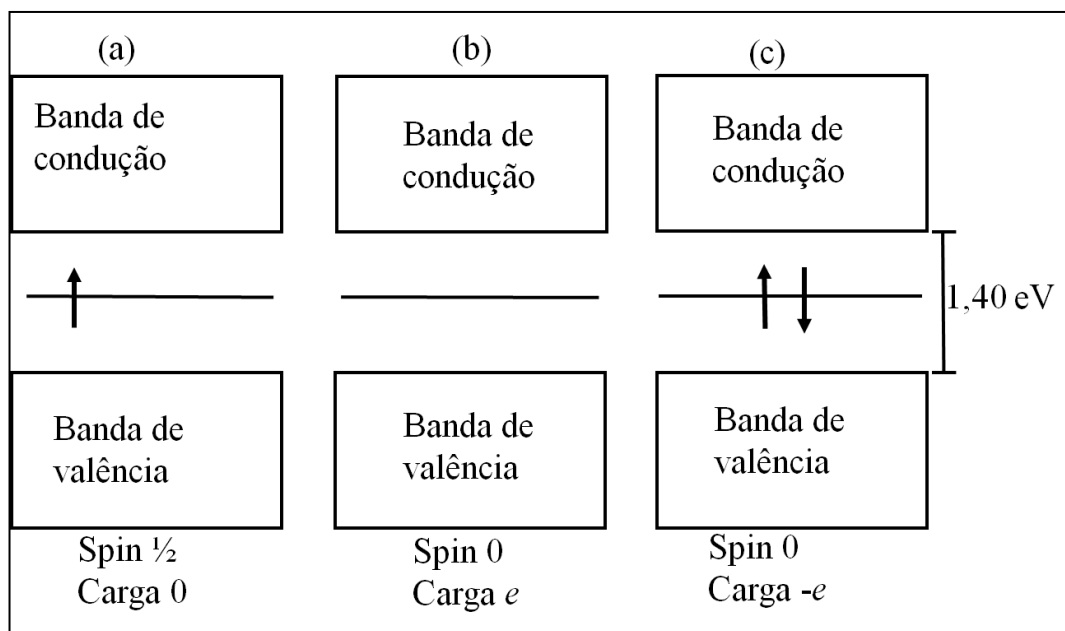 (a)
Banda de
condução
Banda de
valência
Spin ½
Carga 0
(b)
Banda de
condução
Banda de
valência
Spin 0
Carga e
(c)
Banda de
condução
1,40 eV
Banda de
valência
Spin 0
Carga -e